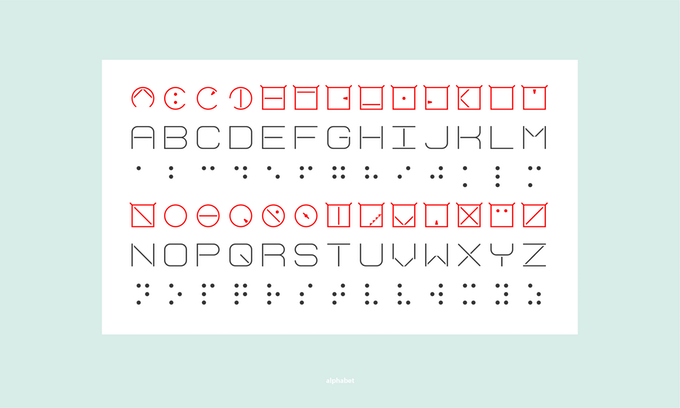 ABCDEFGHIJKLM
⠁⠃⠉⠙⠑⠋⠛⠓⠊⠚⠅⠇⠍
NOPQRSTUVWXYZ
⠝⠕⠏⠟⠗⠎⠞⠥⠧⠺⠭⠽⠵
alphabet